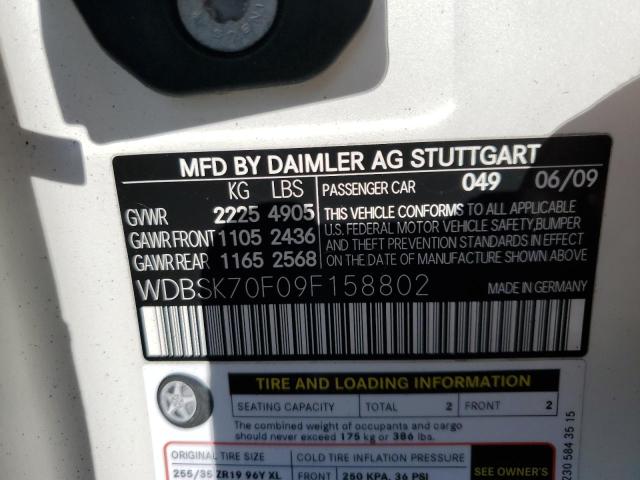 MFD BY DAIMLER AG STUTTGART
KG LBS PASSENGER CAR 049 06/09
GVWR 2225 4905 THIS VEHICLE CONFORMS TO ALL APPLICABLE
U.S. FEDERAL MOTOR VEHICLE SAFETY, BUMPER
GAWR FRONT 1105 2436 AND THEFT PREVENTION STANDARDS IN EFFECT
GAWR REAR 1165 2568 ON THE DATE OF MANUFACTURE SHOWN ABOVE.
WDBSK70F09F158802 MADE IN GERMANY
TIRE AND LOADING INFORMATION
SEATING CAPACITY TOTAL 2 FRONT 2
The combined weight of occupants and cargo
should never exceed 175 kg or 386 lbs.
ORIGINAL TIRE SIZE COLD TIRE INFLATION PRESSURE
SEE OWNER'S
255/35 ZR19 96Y XL FRONT 250 KPA, 36 PSI
230 584 35 15